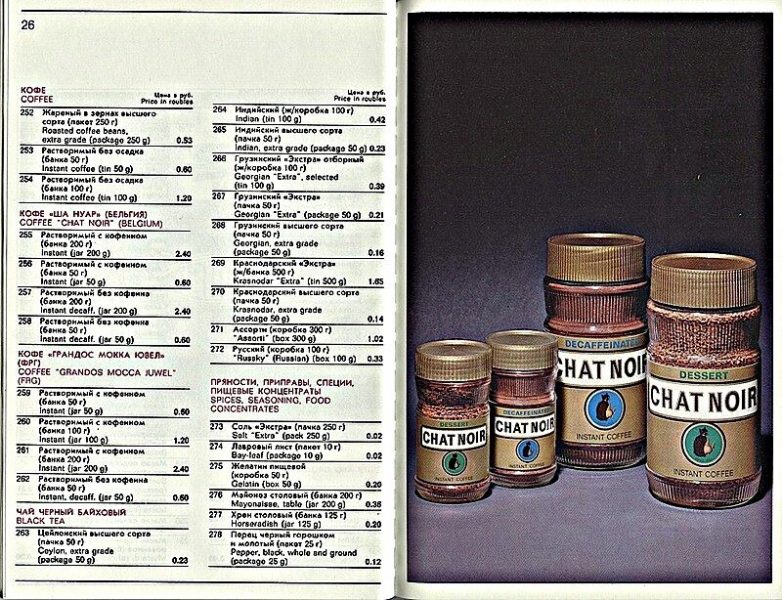 26
КОФЕ
COFFEE
Цена в руб.
Price in roubles
252 Жареный в зернах высшего
сорта (пакет 250 г)
Roasted coffee beans,
extra grade (package 250 g) 0.53
253 Растворимый без осадка
(банка 50 г)
Instant coffee (tin 50 g) 0.60
254 Растворимый без осадка
(банка 100 г)
Instant coffee (tin 100 g) 1.20
КОФЕ «ША НУАР» (БЕЛЬГИЯ)
COFFEE "CHAT NOIR" (BELGIUM)
255 Растворимый с кофеином
(банка 200 г)
Instant (jar 200 g) 2.40
256 Растворимый с кофеином
(банка 50 г)
Instant (jar 50 g) 0.60
257 Растворимый без кофеина
(банка 200 г)
Instant decaff. (jar 200 g) 2.40
258 Растворимый без кофеина
(банка 50 г)
Instant decaff. (jar 50 g) 0.60
КОФЕ «ГРАНДОС МОККА ЮВЕЛ»
(ФРГ)
COFFEE "GRANDOS MOCCA JUWEL"
(FRG)
259 Растворимый с кофеином
(банка 50 г)
Instant (jar 50 g) 0.60
260 Растворимый с кофеином
(банка 100 г)
Instant (jar 100 g) 1.20
261 Растворимый с кофеином
(банка 200 г)
Instant (jar 200 g) 2.40
262 Растворимый без кофеина
(банка 50 г)
Instant, decaff. (jar 50 g) 0.60
ЧАЙ ЧЕРНЫЙ БАЙХОВЫЙ
BLACK TEA
263 Цейлонский высшего сорта
(пачка 50 г)
Ceylon, extra grade
(package 50 g) 0.23
Цена в руб.
Price in roubles
264 Индийский (ж/коробка 100 г)
Indian (tin 100 g) 0.42
265 Индийский высшего сорта
(пачка 50 г)
Indian, extra grade (package 50 g) 0.23
266 Грузинский «Экстра» отборный
(ж/коробка 100 г)
Georgian "Extra", selected
(tin 100 g) 0.39
267 Грузинский «Экстра»
(пачка 50 г)
Georgian "Extra" (package 50 g) 0.21
268 Грузинский высшего сорта
(пачка 50 г)
Georgian, extra grade
(package 50 g) 0.16
269 Краснодарский «Экстра»
(ж/банка 500 г)
Krasnodar "Extra" (tin 500 g) 1.85
270 Краснодарский высшего сорта
(пачка 50 г)
Krasnodar, extra grade
(package 50 g) 0.14
271 Ассорти (коробка 300 г)
"Assorti" (box 300 g) 1.02
272 Русский (коробка 100 г)
"Russky" (Russian) (box 100 g) 0.33
ПРЯНОСТИ, ПРИПРАВЫ, СПЕЦИИ,
ПИЩЕВЫЕ КОНЦЕНТРАТЫ
SPICES, SEASONING, FOOD
CONCENTRATES
273 Соль «Экстра» (пачка 250 г)
Salt "Extra" (pack 250 g) 0.02
274 Лавровый лист (пакет 10 г)
Bay-leaf (package 10 g) 0.02
275 Желатин пищевой
(коробка 50 г)
Gelatin (box 50 g) 0.20
276 Майонез столовый (банка 200 г)
Mayonaisse, table (jar 200 g) 0.36
277 Хрен столовый (банка 125 г)
Horseradish (jar 125 g) 0.20
278 Перец черный горошком
и молотый (пакет 25 г)
Pepper, black, whole and ground
(package 25 g) 0.12
DESSERT
CHAT NOIR
INSTANT COFFEE
DECAFFEINATED
CHAT NOIR
INSTANT COFFEE
DECAFFEINATED
CHAT NOIR
INSTANT COFFEE
DESSERT
CHAT NOIR
INSTANT COFFEE